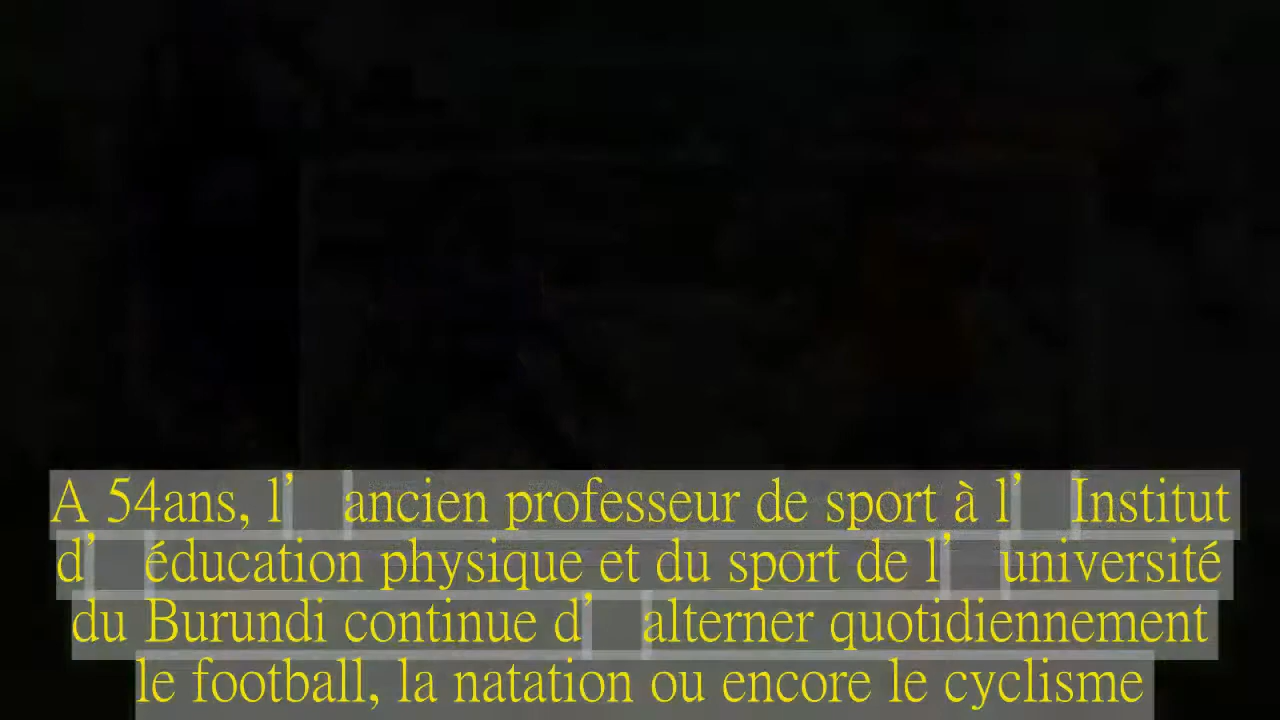 A 54ans, l’ancien professeur de sport à l’Institut
d’éducation physique et du sport de l’université
du Burundi continue d’alterner quotidiennement
le football, la natation ou encore le cyclisme